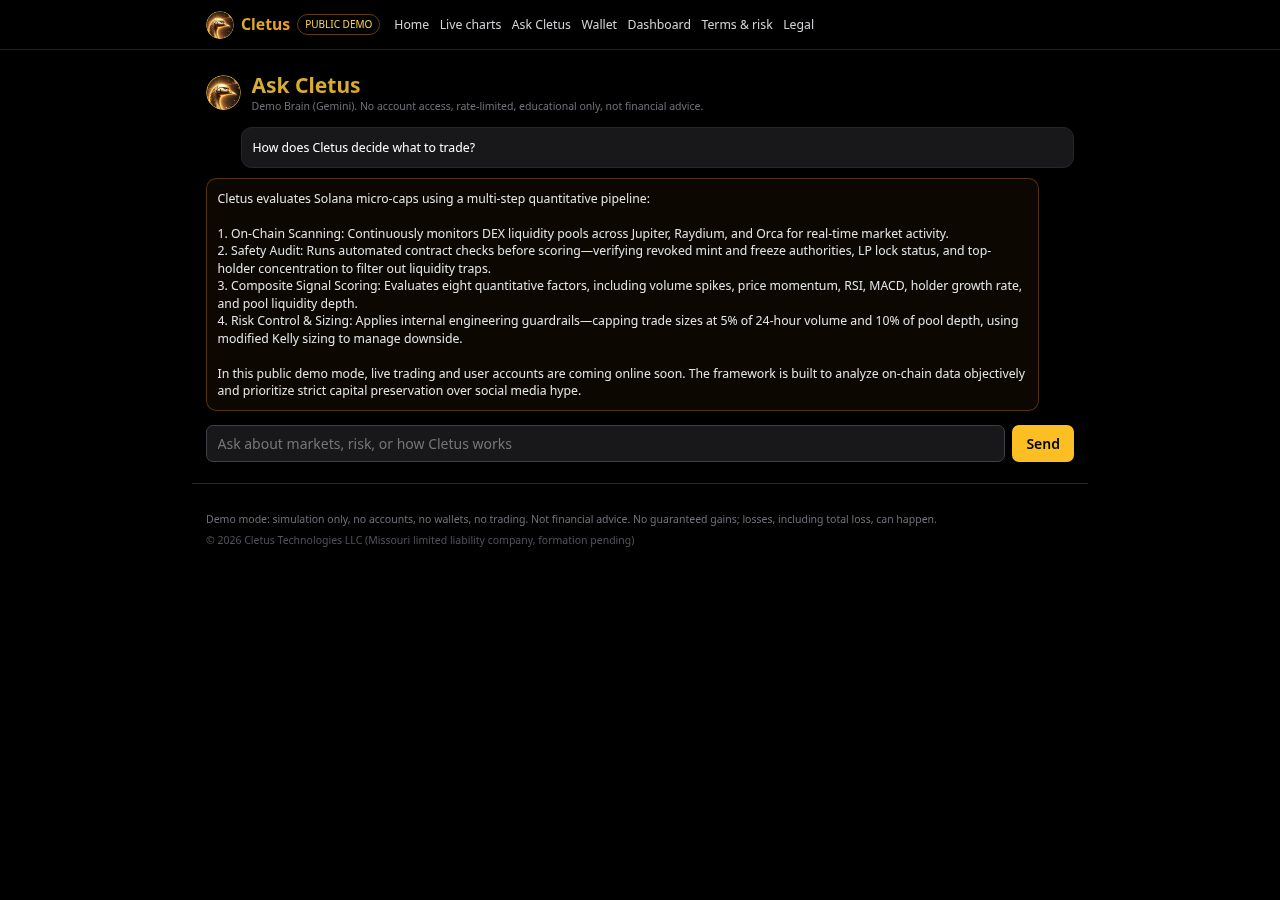 Cletus PUBLIC DEMO Home Live charts Ask Cletus Wallet Dashboard Terms & risk Legal
Ask Cletus
Demo Brain (Gemini). No account access, rate-limited, educational only, not financial advice.
How does Cletus decide what to trade?
Cletus evaluates Solana micro-caps using a multi-step quantitative pipeline:
1. On-Chain Scanning: Continuously monitors DEX liquidity pools across Jupiter, Raydium, and Orca for real-time market activity.
2. Safety Audit: Runs automated contract checks before scoring—verifying revoked mint and freeze authorities, LP lock status, and top-
holder concentration to filter out liquidity traps.
3. Composite Signal Scoring: Evaluates eight quantitative factors, including volume spikes, price momentum, RSI, MACD, holder growth rate,
and pool liquidity depth.
4. Risk Control & Sizing: Applies internal engineering guardrails—capping trade sizes at 5% of 24-hour volume and 10% of pool depth, using
modified Kelly sizing to manage downside.
In this public demo mode, live trading and user accounts are coming online soon. The framework is built to analyze on-chain data objectively
and prioritize strict capital preservation over social media hype.
Ask about markets, risk, or how Cletus works
Send
Demo mode: simulation only, no accounts, no wallets, no trading. Not financial advice. No guaranteed gains; losses, including total loss, can happen.
© 2026 Cletus Technologies LLC (Missouri limited liability company, formation pending)